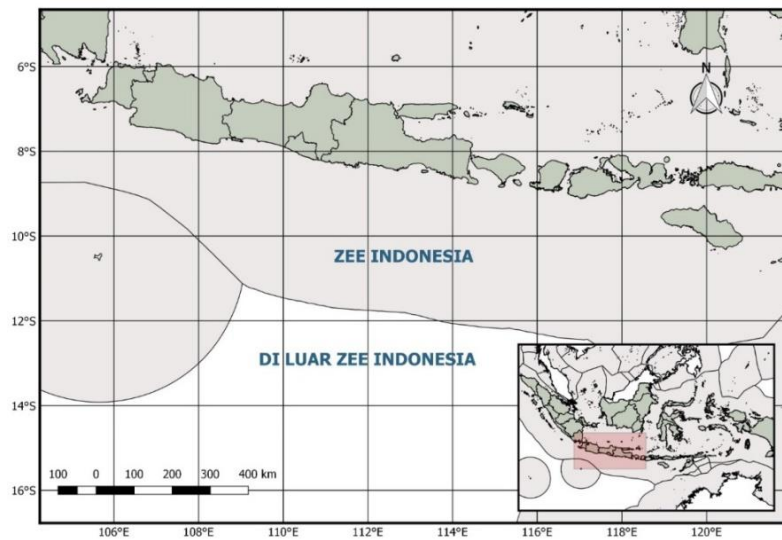 6°S
N
8°S
10°S
ZEE INDONESIA
12°S
DI LUAR ZEE INDONESIA
14°S
100 0 100 200 300 400 km
16°S
106°E 108°E 110°E 112°E 114°E 116°E 118°E 120°E